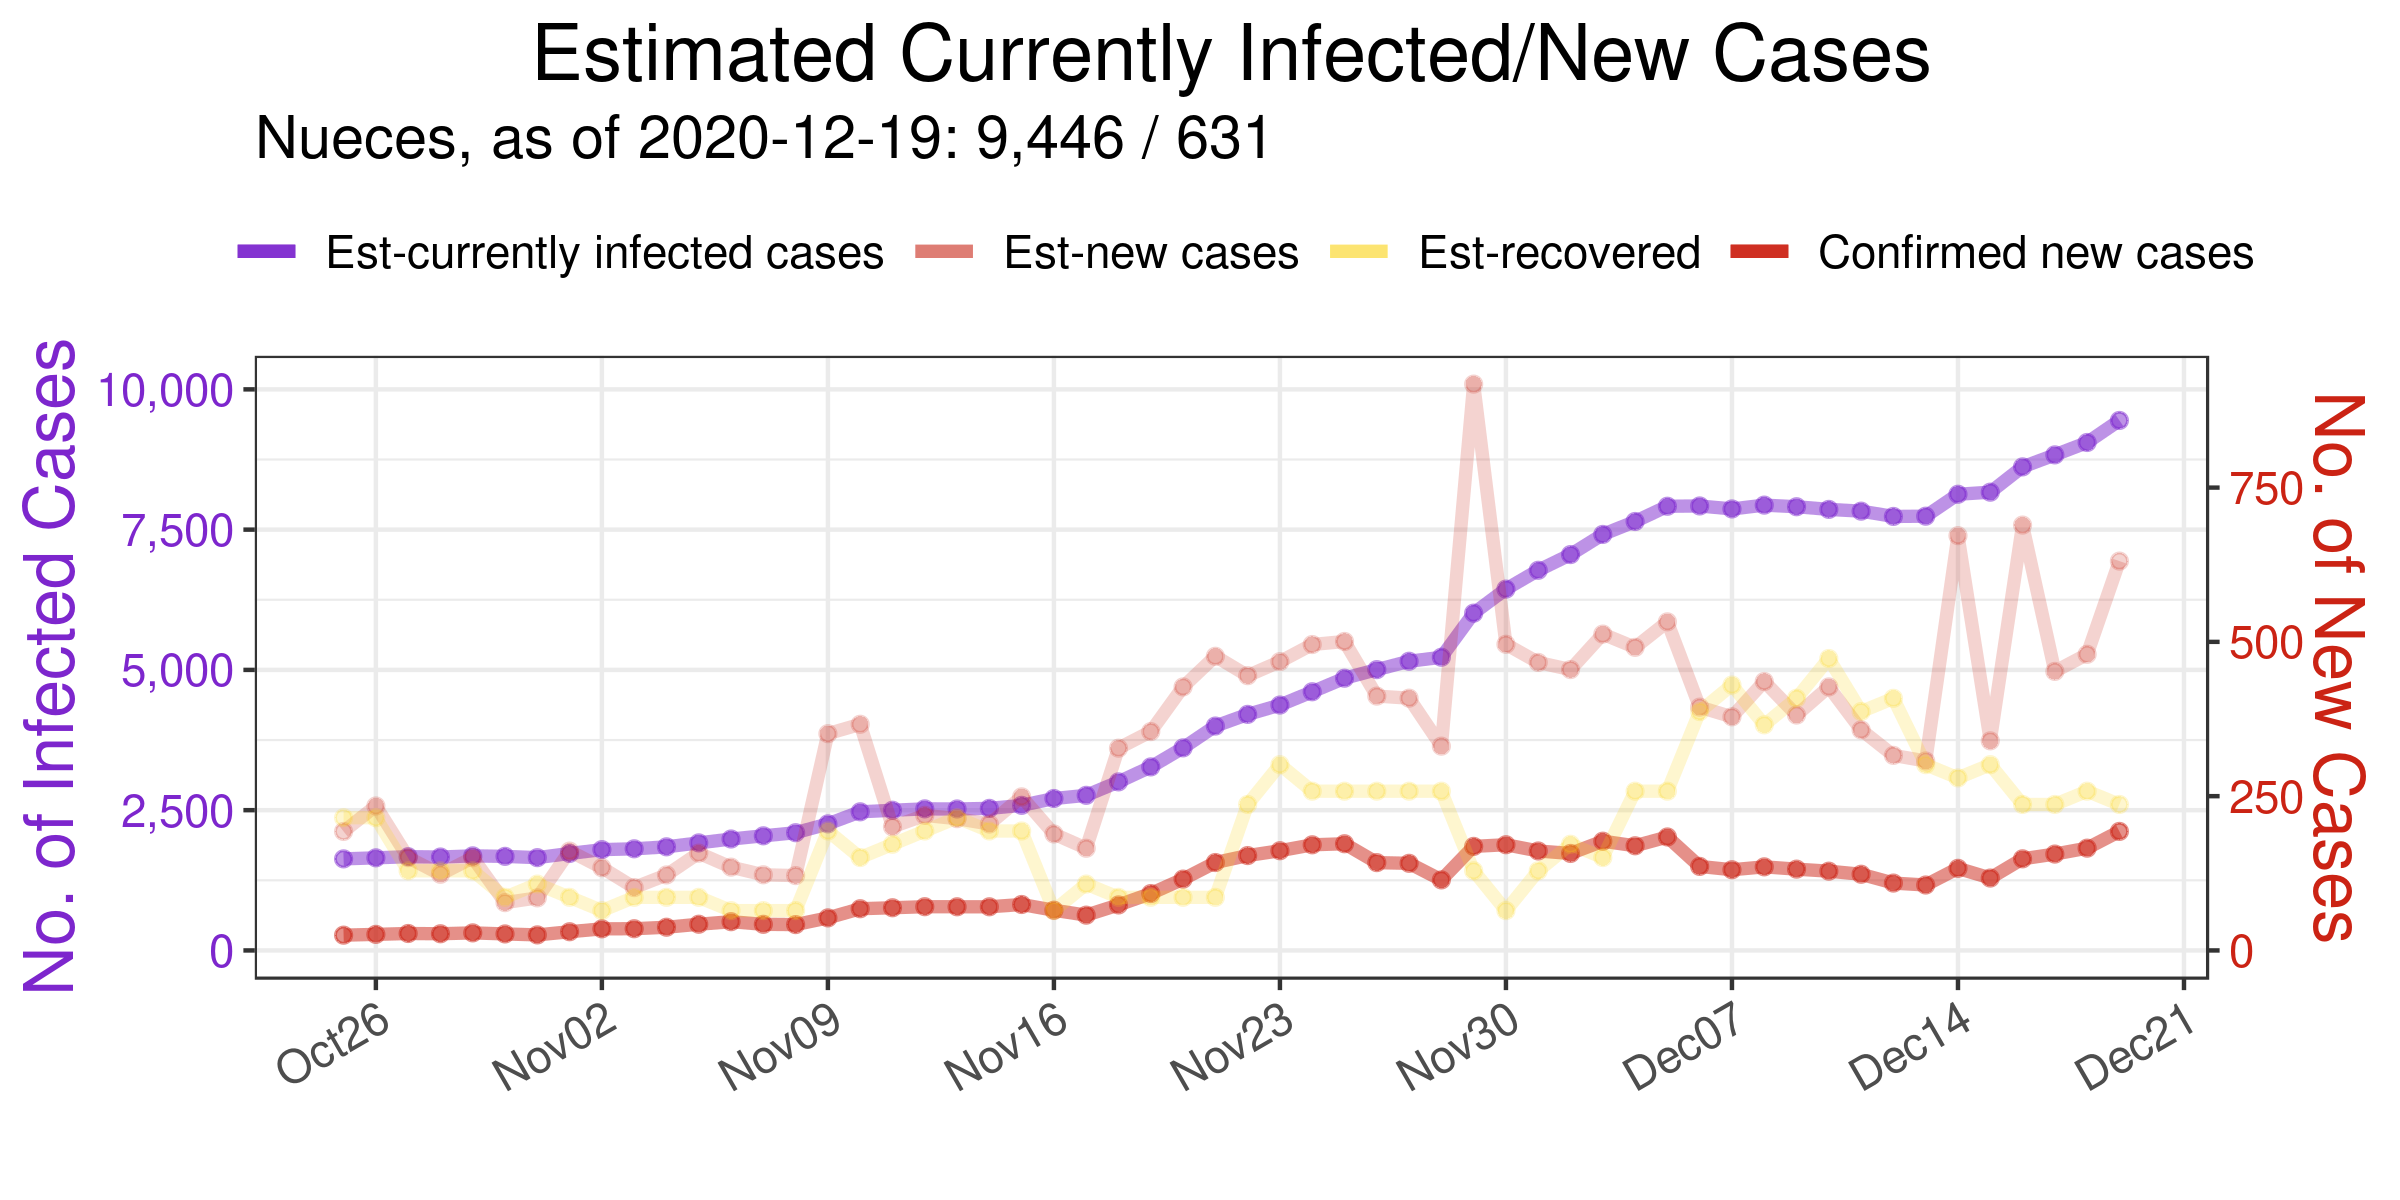 Estimated Currently Infected/New Cases
Nueces, as of 2020-12-19: 9,446 / 631
Est-currently infected cases Est-new cases Est-recovered Confirmed new cases
No. of Infected Cases
10,000
7,500
5,000
2,500
0
750
500
250
0
No. of New Cases
Oct26 Nov02 Nov09 Nov16 Nov23 Nov30 Dec07 Dec14 Dec21